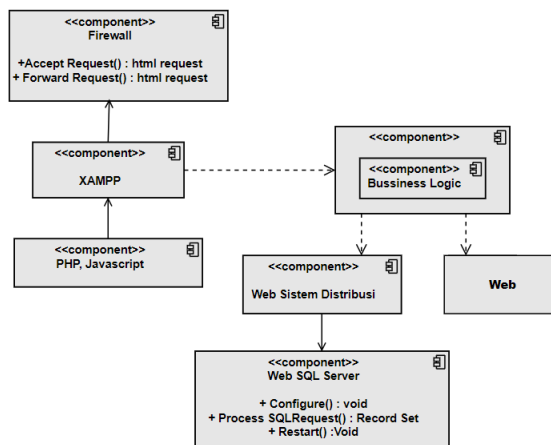 <<component>>
Firewall
+Accept Request() : html request
+ Forward Request() : html request
<<component>>
XAMPP
<<component>>
<<component>>
Bussiness Logic
<<component>>
PHP, Javascript
<<component>>
Web Sistem Distribusi
Web
<<component>>
Web SQL Server
+ Configure() : void
+ Process SQLRequest() : Record Set
+ Restart() :Void